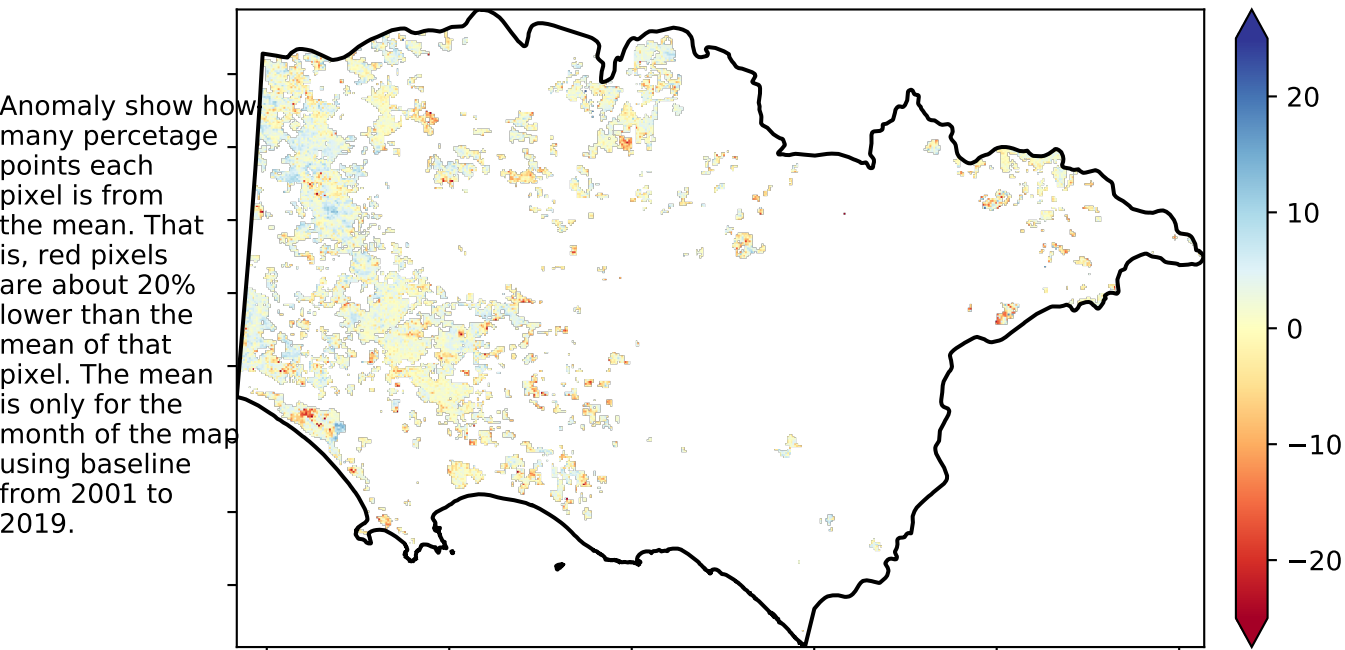 Anomaly show how
many percetage
points each
pixel is from
the mean. That
is, red pixels
are about 20%
lower than the
mean of that
pixel. The mean
is only for the
month of the map
using baseline
from 2001 to
2019.
20
10
0
−10
−20